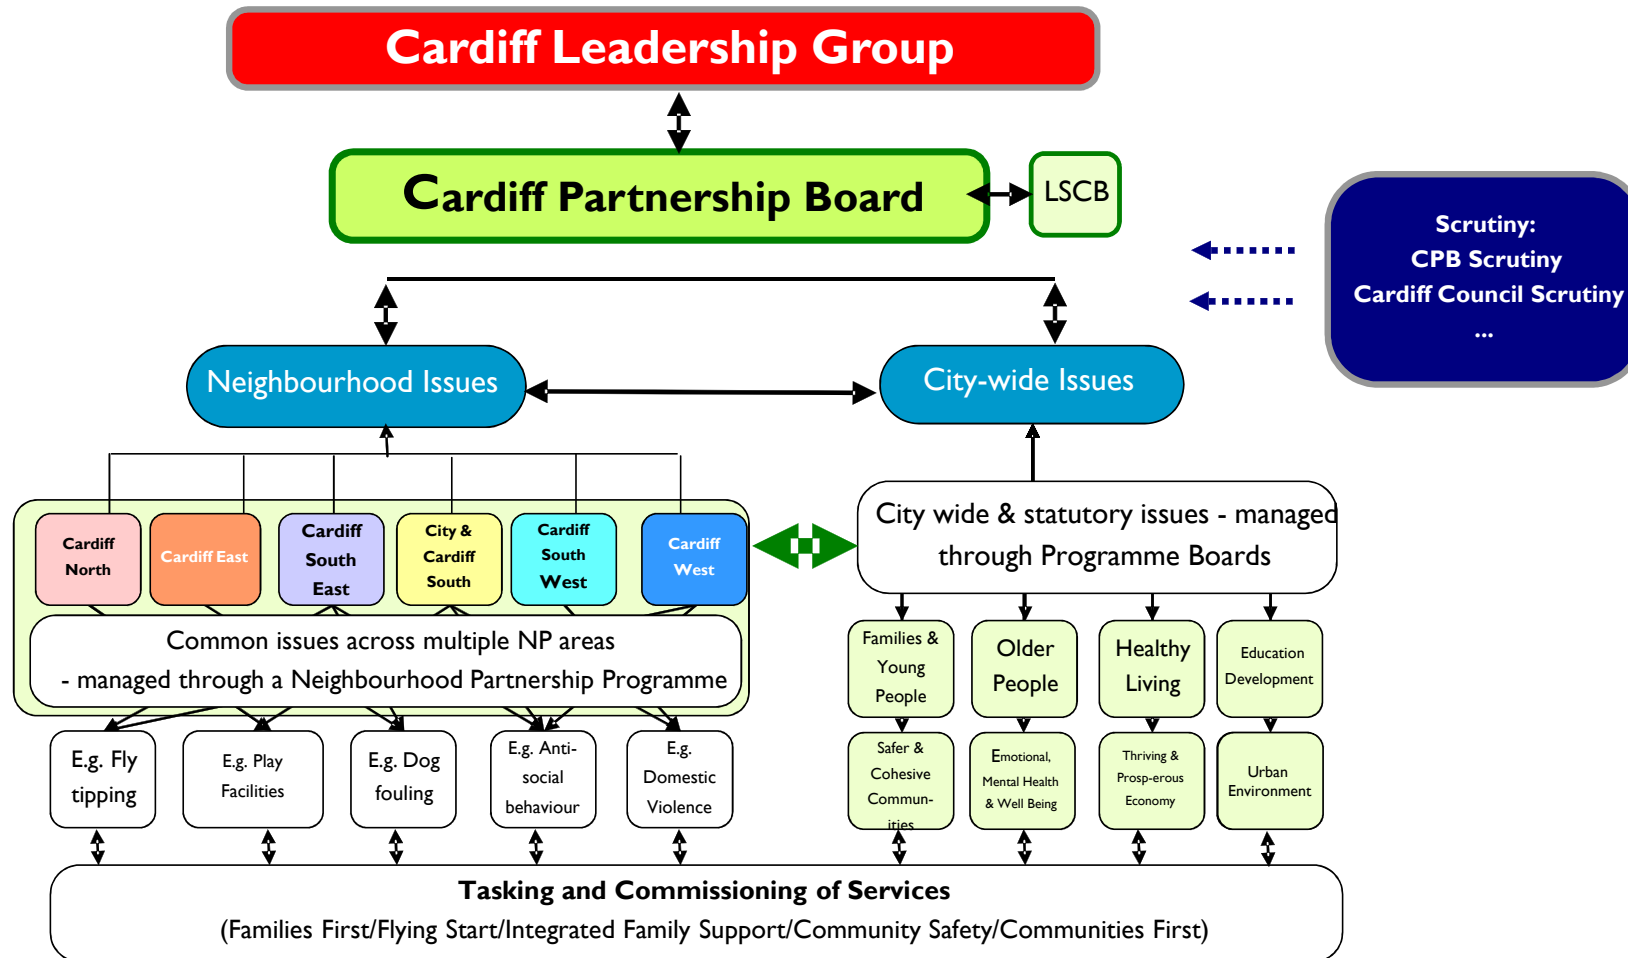 Cardiff Leadership Group
Cardiff Partnership Board
LSCB
Scrutiny:
CPB Scrutiny
Cardiff Council Scrutiny
...
Neighbourhood Issues
City-wide Issues
Cardiff
North
Cardiff East
Cardiff
South
East
City &
Cardiff
South
Cardiff
South
West
Cardiff
West
City wide & statutory issues - managed
through Programme Boards
Common issues across multiple NP areas
- managed through a Neighbourhood Partnership Programme
Families &
Young
People
Older
People
Healthy
Living
Education
Development
E.g. Fly
tipping
E.g. Play
Facilities
E.g. Dog
fouling
E.g. Anti-
social
behaviour
E.g.
Domestic
Violence
Safer &
Cohesive
Commun-
ities
Emotional,
Mental Health
& Well Being
Thriving &
Prosp-erous
Economy
Urban
Environment
Tasking and Commissioning of Services
(Families First/Flying Start/Integrated Family Support/Community Safety/Communities First)